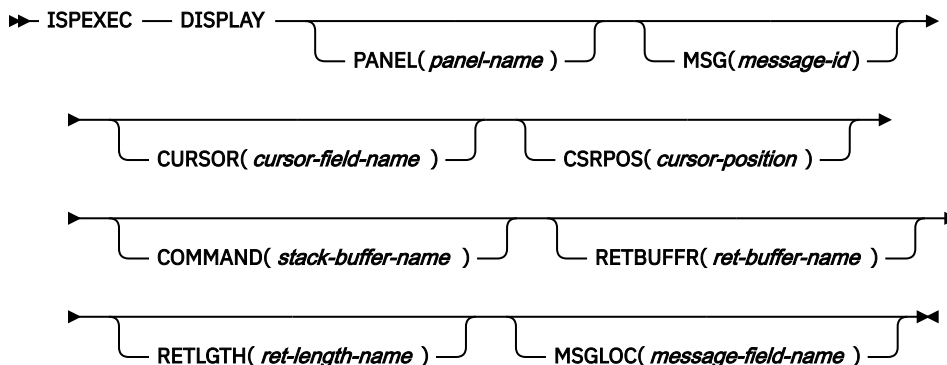 ISPEXEC DISPLAY
PANEL( panel-name ) MSG( message-id )
CURSOR( cursor-field-name ) CSRPOS( cursor-position )
COMMAND( stack-buffer-name ) RETBUFFR( ret-buffer-name )
RETLGTH( ret-length-name ) MSGLOC( message-field-name )